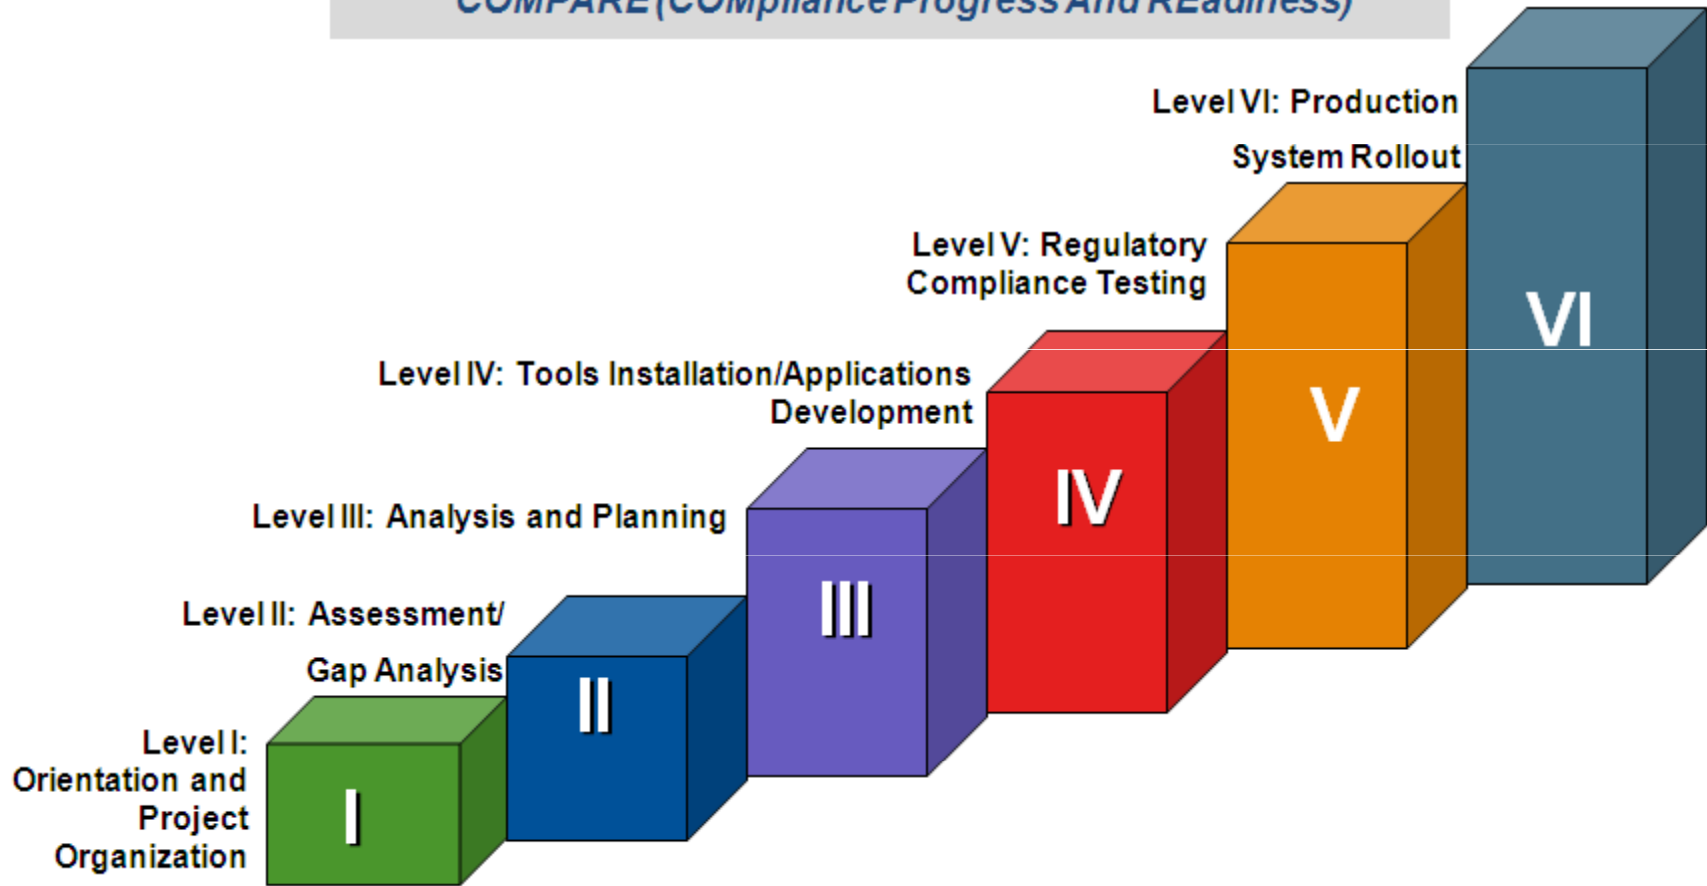 COMPARE (COMpliance Progress And REadiness)
Level VI: Production
System Rollout
Level V: Regulatory
Compliance Testing
Level IV: Tools Installation/Applications
Development
Level III: Analysis and Planning
Level II: Assessment/
Gap Analysis
Level I:
Orientation and
Project
Organization
I
II
III
IV
V
VI